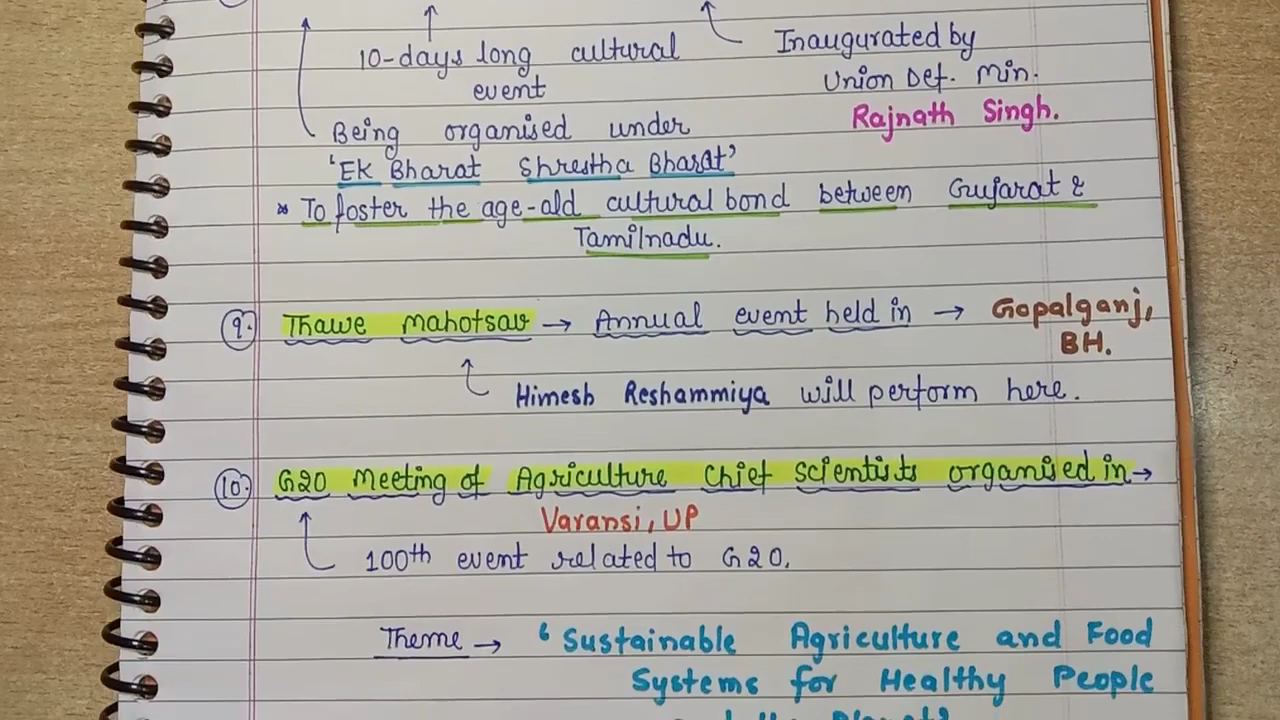 10-days long cultural
event
Inaugurated by
Union Def. Min.
Rajnath Singh.
Being organised under
'EK Bharat Shrestha Bharat'
* To foster the age-old cultural bond between Gujarat &
Tamilnadu.
9. Thawe Mahotsav → Annual event held in → Gopalganj,
BH.
Himesh Reshammiya will perform here.
10. G20 Meeting of Agriculture Chief Scientists organised in →
Varansi, UP
100th event related to G20.
Theme → 'Sustainable Agriculture and Food
Systems for Healthy People